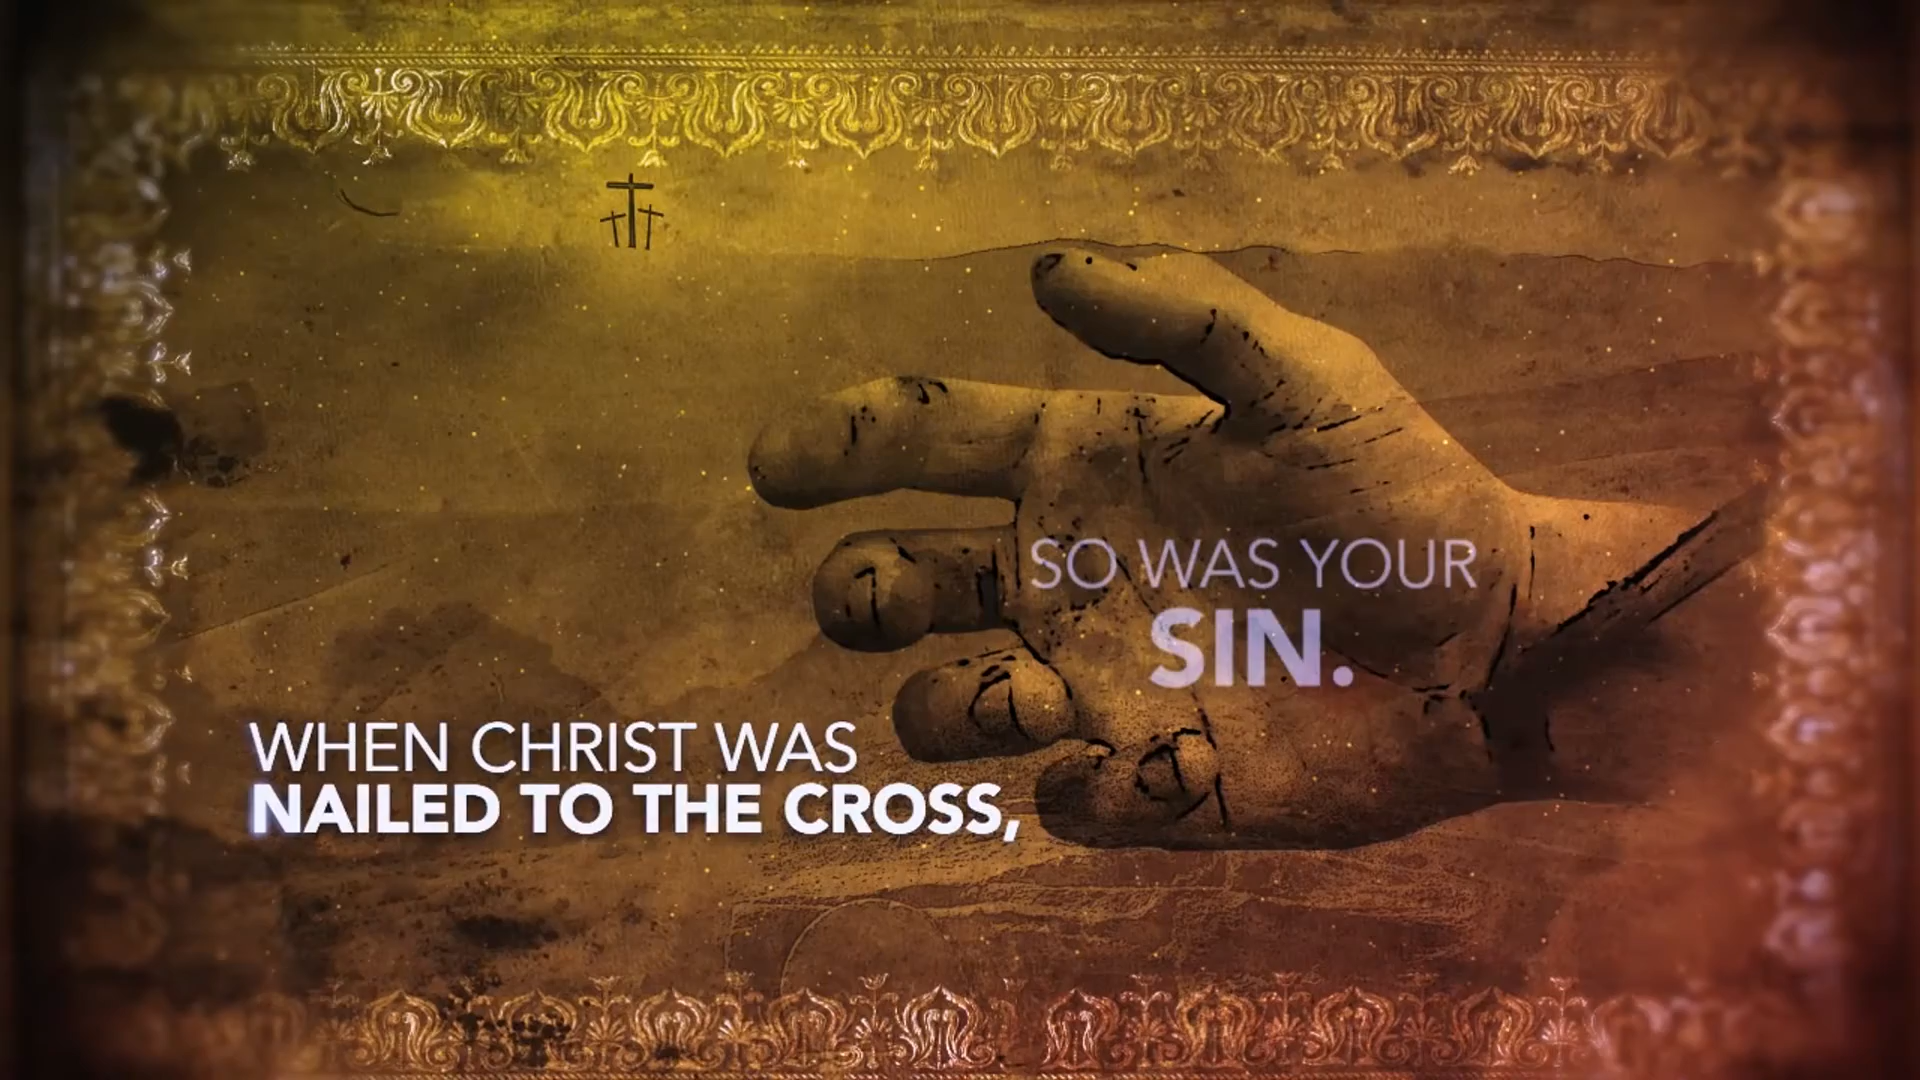 WHEN CHRIST WAS
NAILED TO THE CROSS,
SO WAS YOUR
SIN.